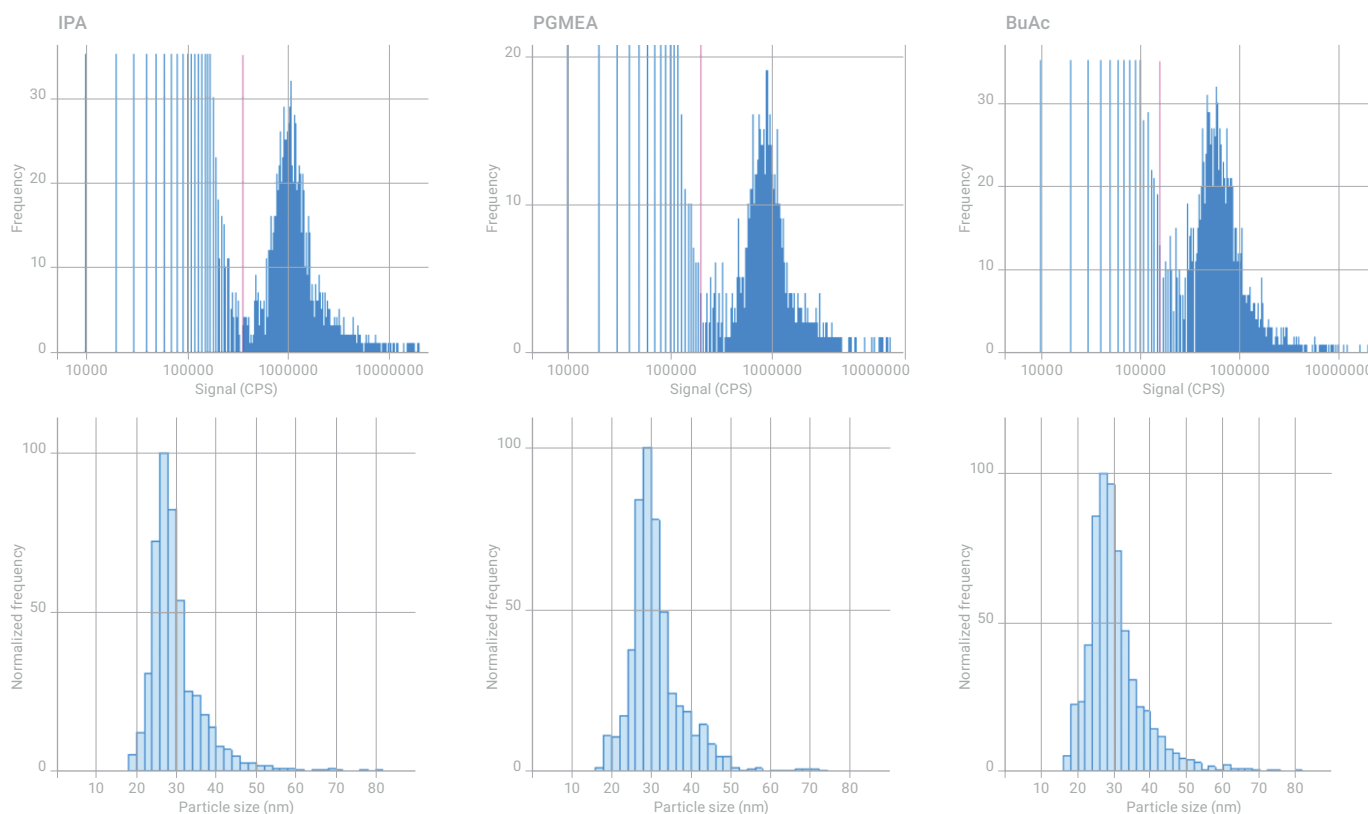 IPA
Frequency
30
20
10
0
10000 100000 1000000 10000000
Signal (CPS)
PGMEA
Frequency
20
10
0
10000 100000 1000000 10000000
Signal (CPS)
BuAc
Frequency
30
20
10
0
10000 100000 1000000 10000000
Signal (CPS)
Normalized frequency
100
50
0
10 20 30 40 50 60 70 80
Particle size (nm)
Normalized frequency
100
50
0
10 20 30 40 50 60 70 80
Particle size (nm)
Normalized frequency
100
50
0
10 20 30 40 50 60 70 80
Particle size (nm)